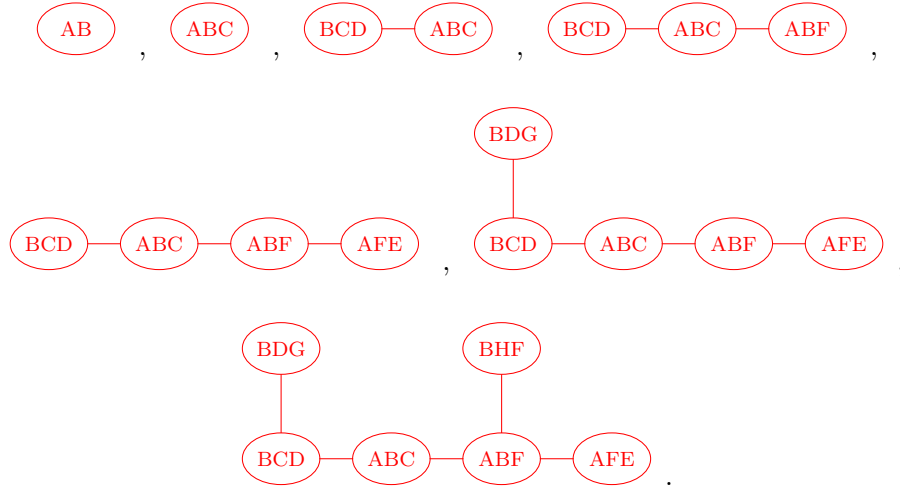 AB , ABC , BCD ABC , BCD ABC ABF ,
BDG
BCD ABC ABF AFE , BCD ABC ABF AFE .
BDG BHF
BCD ABC ABF AFE .